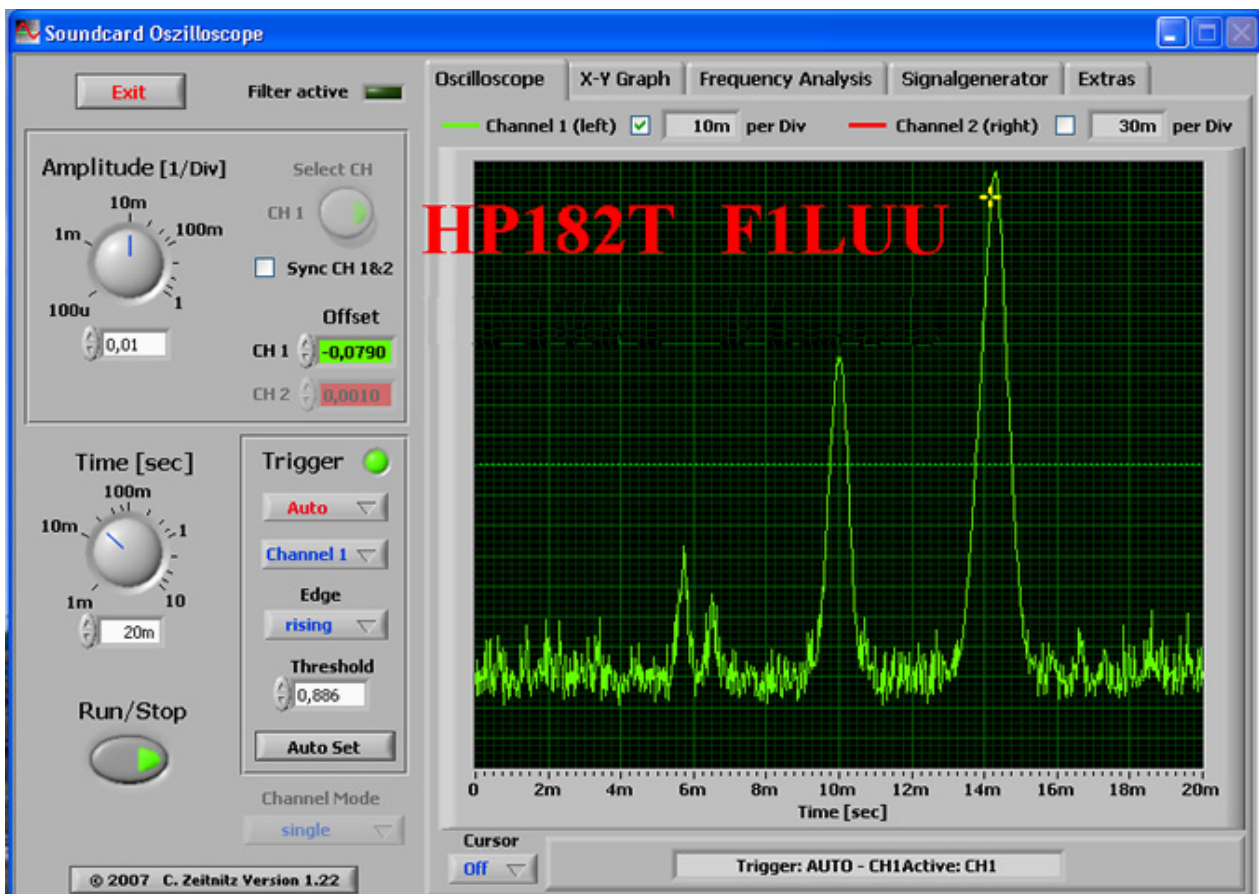 Soundcard Oszilloscope
Exit
Filter active
Amplitude [1/Div]
10m
1m
100m
100u
1
0,01
Select CH
CH 1
Sync CH 1&2
Offset
CH 1 -0,0790
CH 2 0,0010
Time [sec]
100m
10m
1
1m
10
20m
Run/Stop
Trigger
Auto
Channel 1
Edge
rising
Threshold
0,886
Auto Set
Channel Mode
single
© 2007 C. Zeitnitz Version 1.22
Oscilloscope X-Y Graph Frequency Analysis Signalgenerator Extras
Channel 1 (left) 10m per Div Channel 2 (right) 30m per Div
HP182T F1LUU
0 2m 4m 6m 8m 10m 12m 14m 16m 18m 20m
Time [sec]
Cursor
Off
Trigger: AUTO - CH1Active: CH1